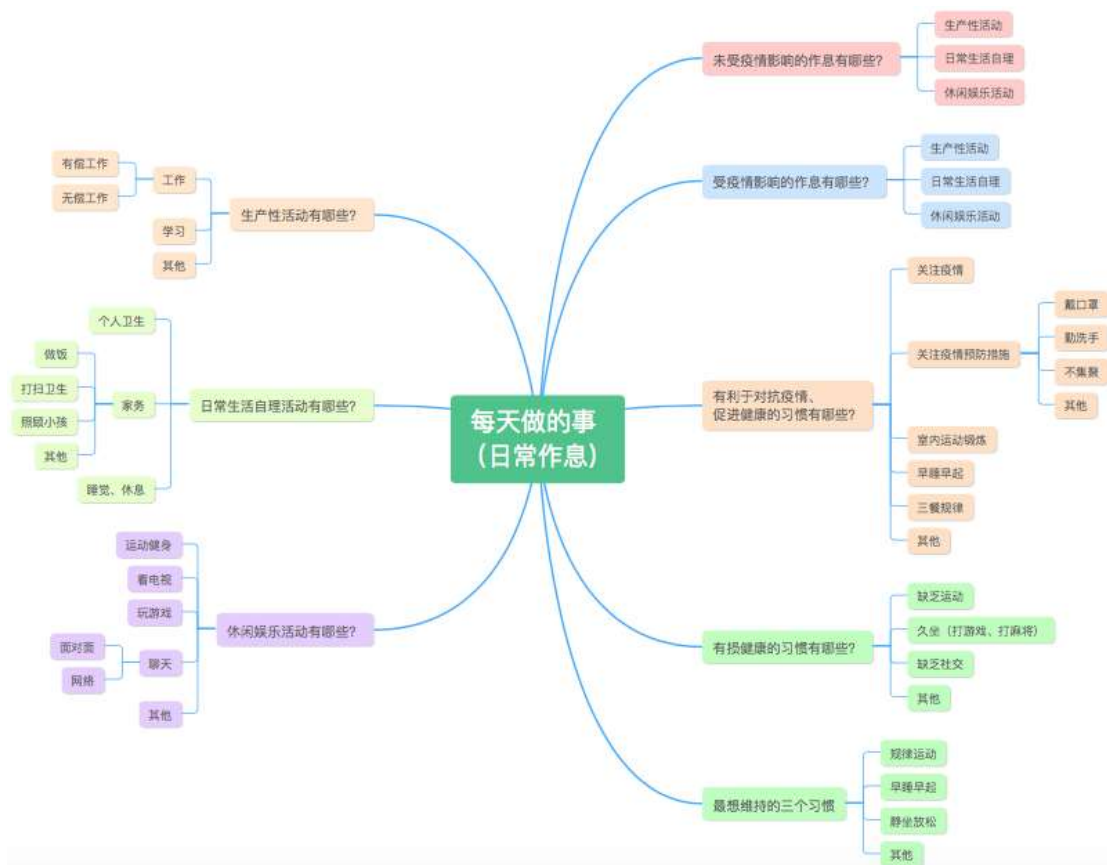 每天做的事
（日常作息）
生产性活动有哪些？
工作
有偿工作
无偿工作
学习
其他
日常生活自理活动有哪些？
个人卫生
家务
做饭
打扫卫生
照顾小孩
其他
睡觉、休息
休闲娱乐活动有哪些？
运动健身
看电视
玩游戏
聊天
面对面
网络
其他
未受疫情影响的作息有哪些？
生产性活动
日常生活自理
休闲娱乐活动
受疫情影响的作息有哪些？
生产性活动
日常生活自理
休闲娱乐活动
有利于对抗疫情、
促进健康的习惯有哪些？
关注疫情
关注疫情预防措施
戴口罩
勤洗手
不集聚
其他
室内运动锻炼
早睡早起
三餐规律
其他
有损健康的习惯有哪些？
缺乏运动
久坐（打游戏、打麻将）
缺乏社交
其他
最想维持的三个习惯
规律运动
早睡早起
静坐放松
其他